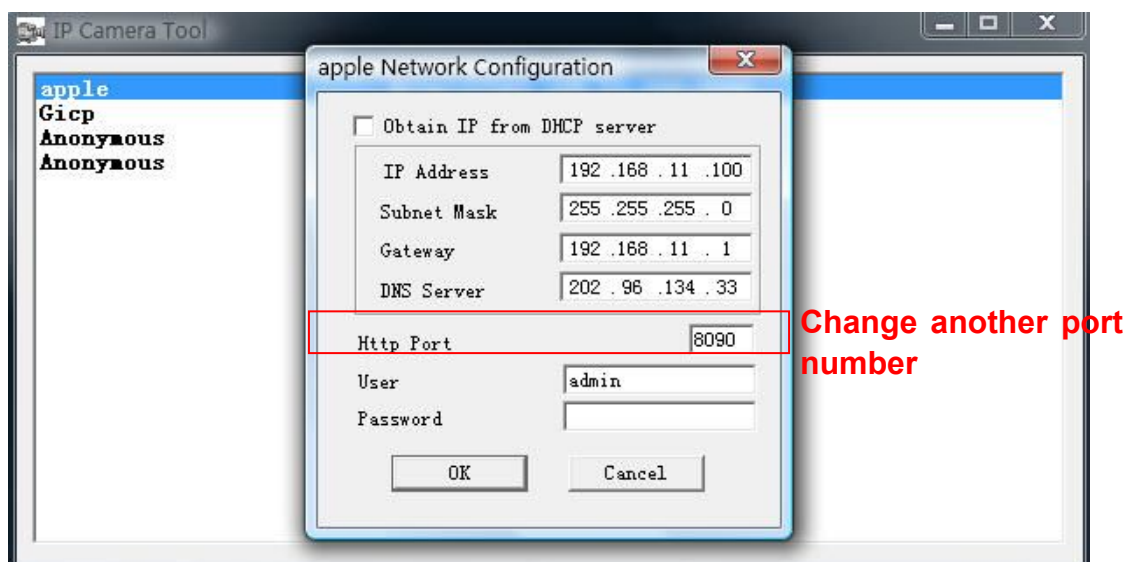 IP Camera Tool
apple
Gicp
Anonymous
Anonymous
apple Network Configuration
Obtain IP from DHCP server
IP Address 192 .168 . 11 .100
Subnet Mask 255 .255 .255 . 0
Gateway 192 .168 . 11 . 1
DNS Server 202 . 96 .134 . 33
Http Port 8090
User admin
Password
OK Cancel
Change another port
number